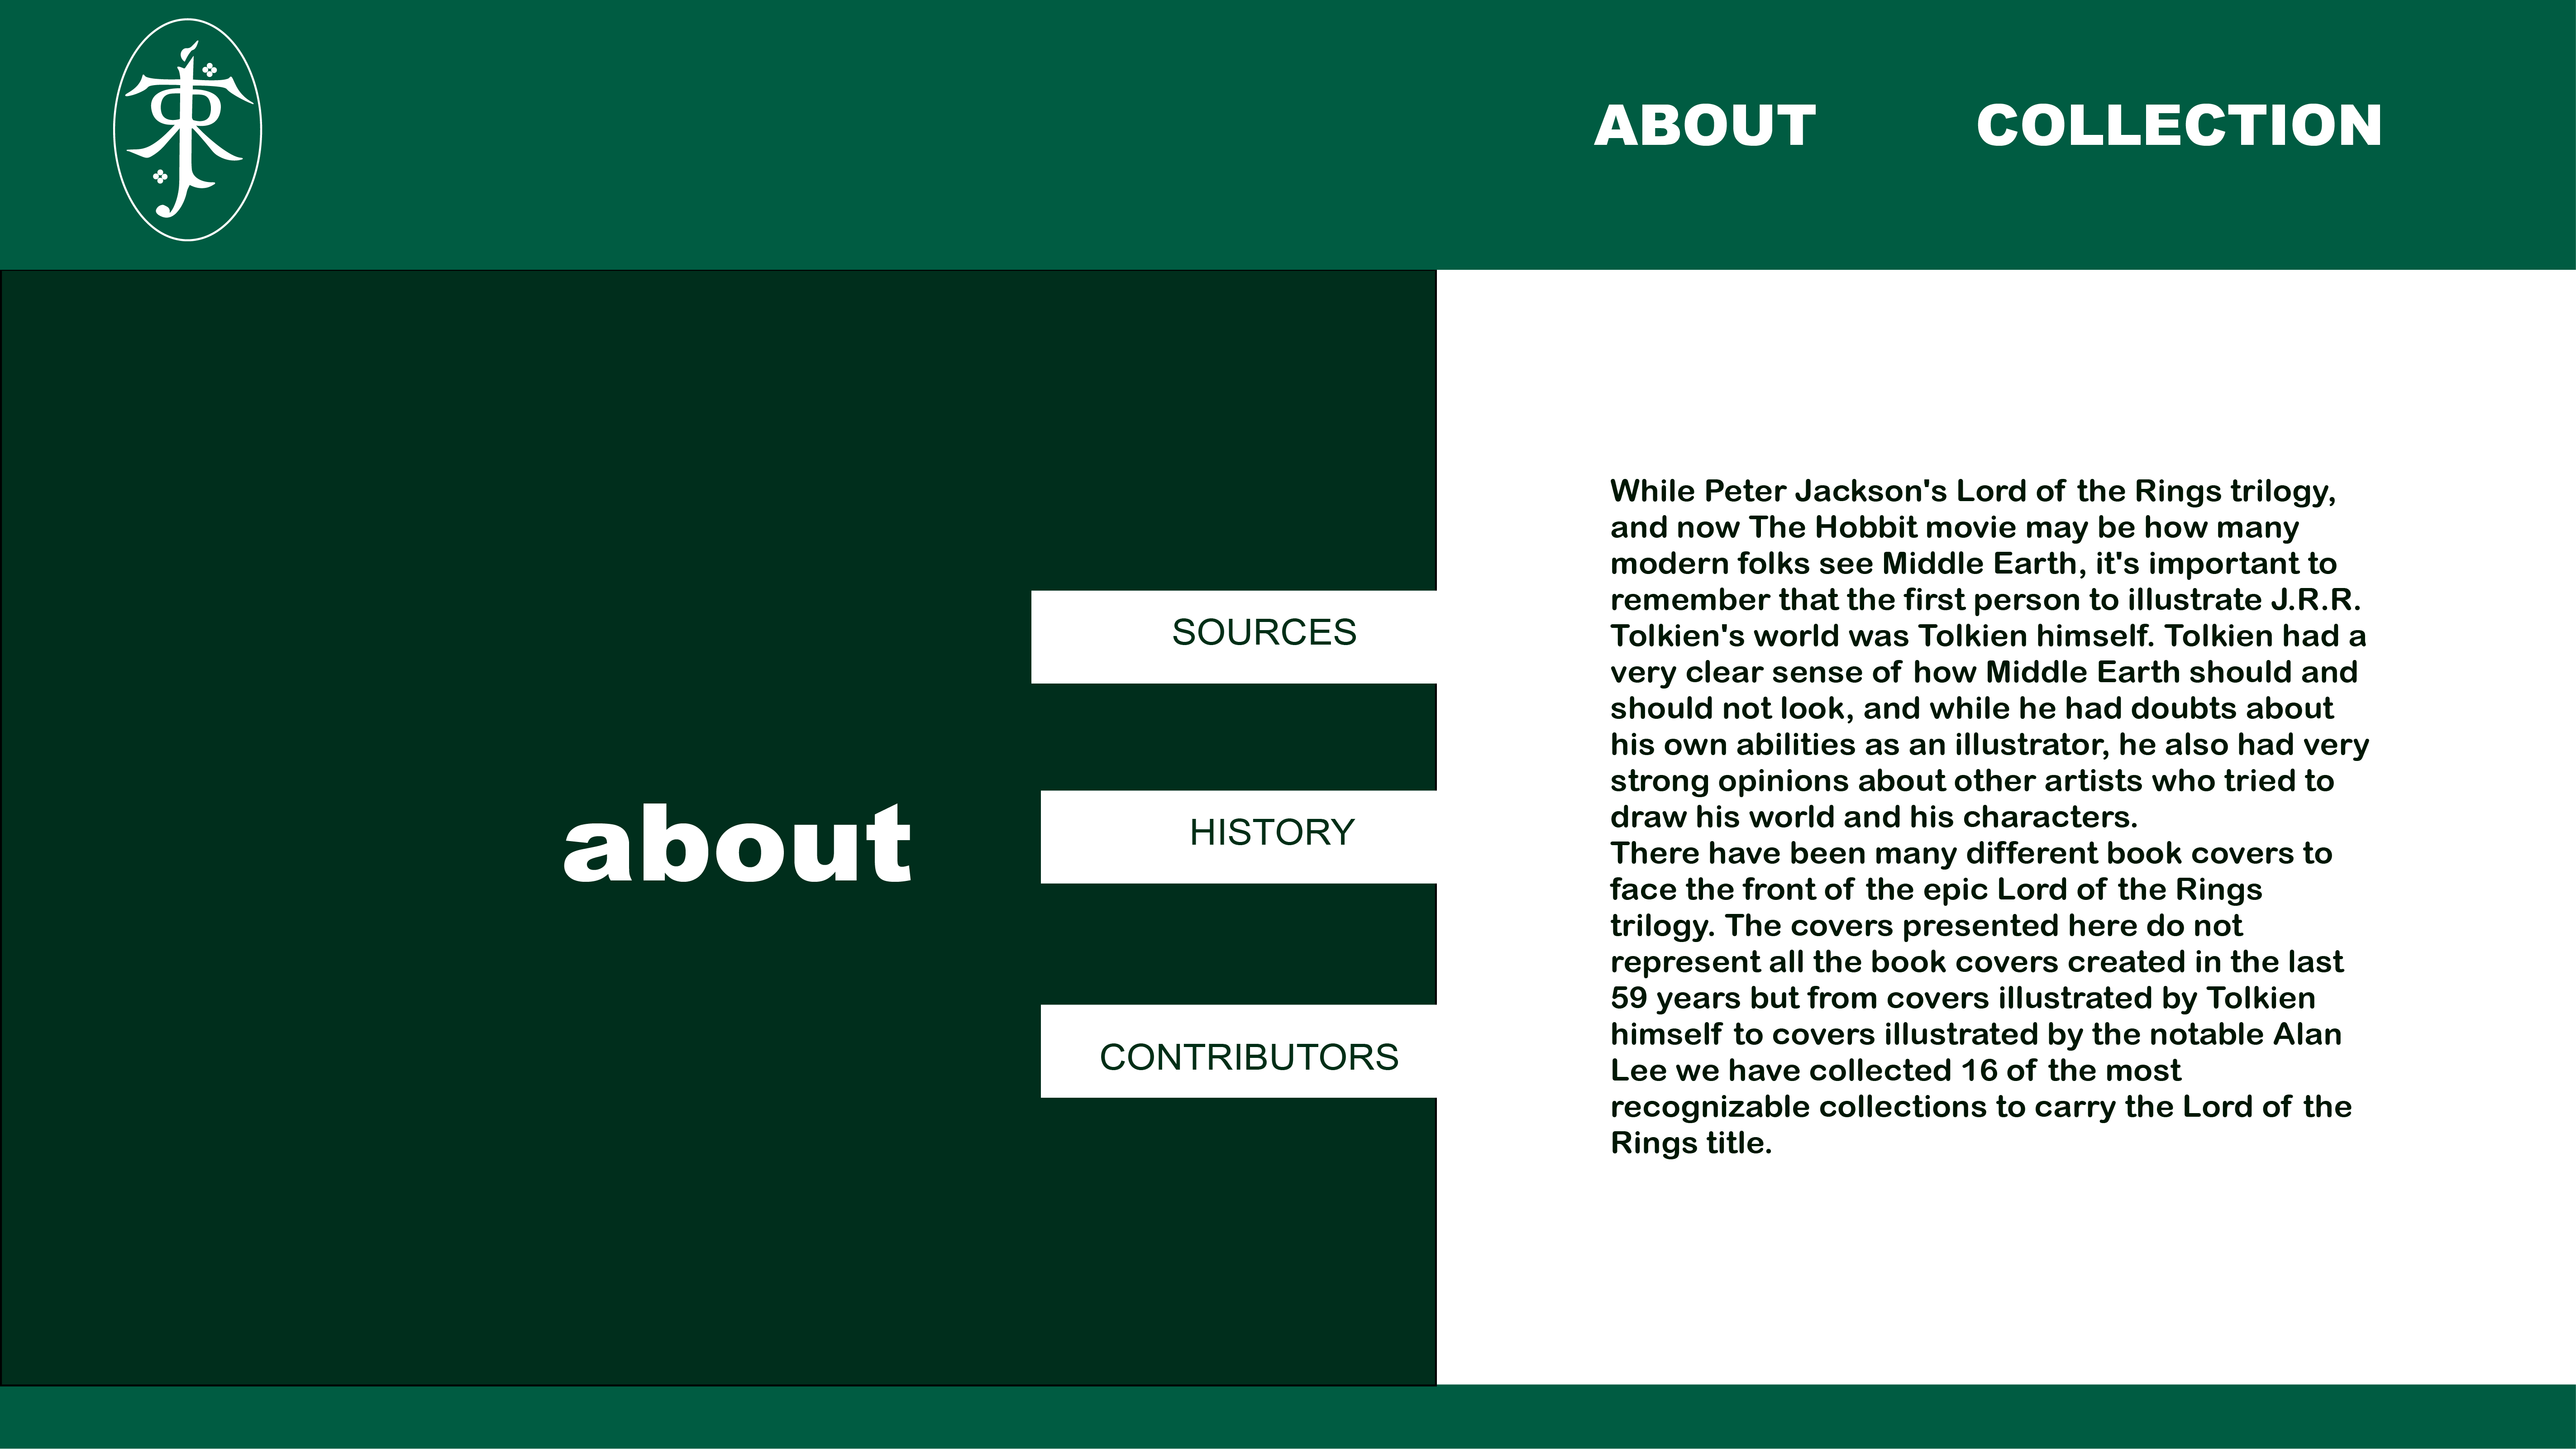 ABOUT COLLECTION
about
SOURCES
HISTORY
CONTRIBUTORS
While Peter Jackson's Lord of the Rings trilogy,
and now The Hobbit movie may be how many
modern folks see Middle Earth, it's important to
remember that the first person to illustrate J.R.R.
Tolkien's world was Tolkien himself. Tolkien had a
very clear sense of how Middle Earth should and
should not look, and while he had doubts about
his own abilities as an illustrator, he also had very
strong opinions about other artists who tried to
draw his world and his characters.
There have been many different book covers to
face the front of the epic Lord of the Rings
trilogy. The covers presented here do not
represent all the book covers created in the last
59 years but from covers illustrated by Tolkien
himself to covers illustrated by the notable Alan
Lee we have collected 16 of the most
recognizable collections to carry the Lord of the
Rings title.